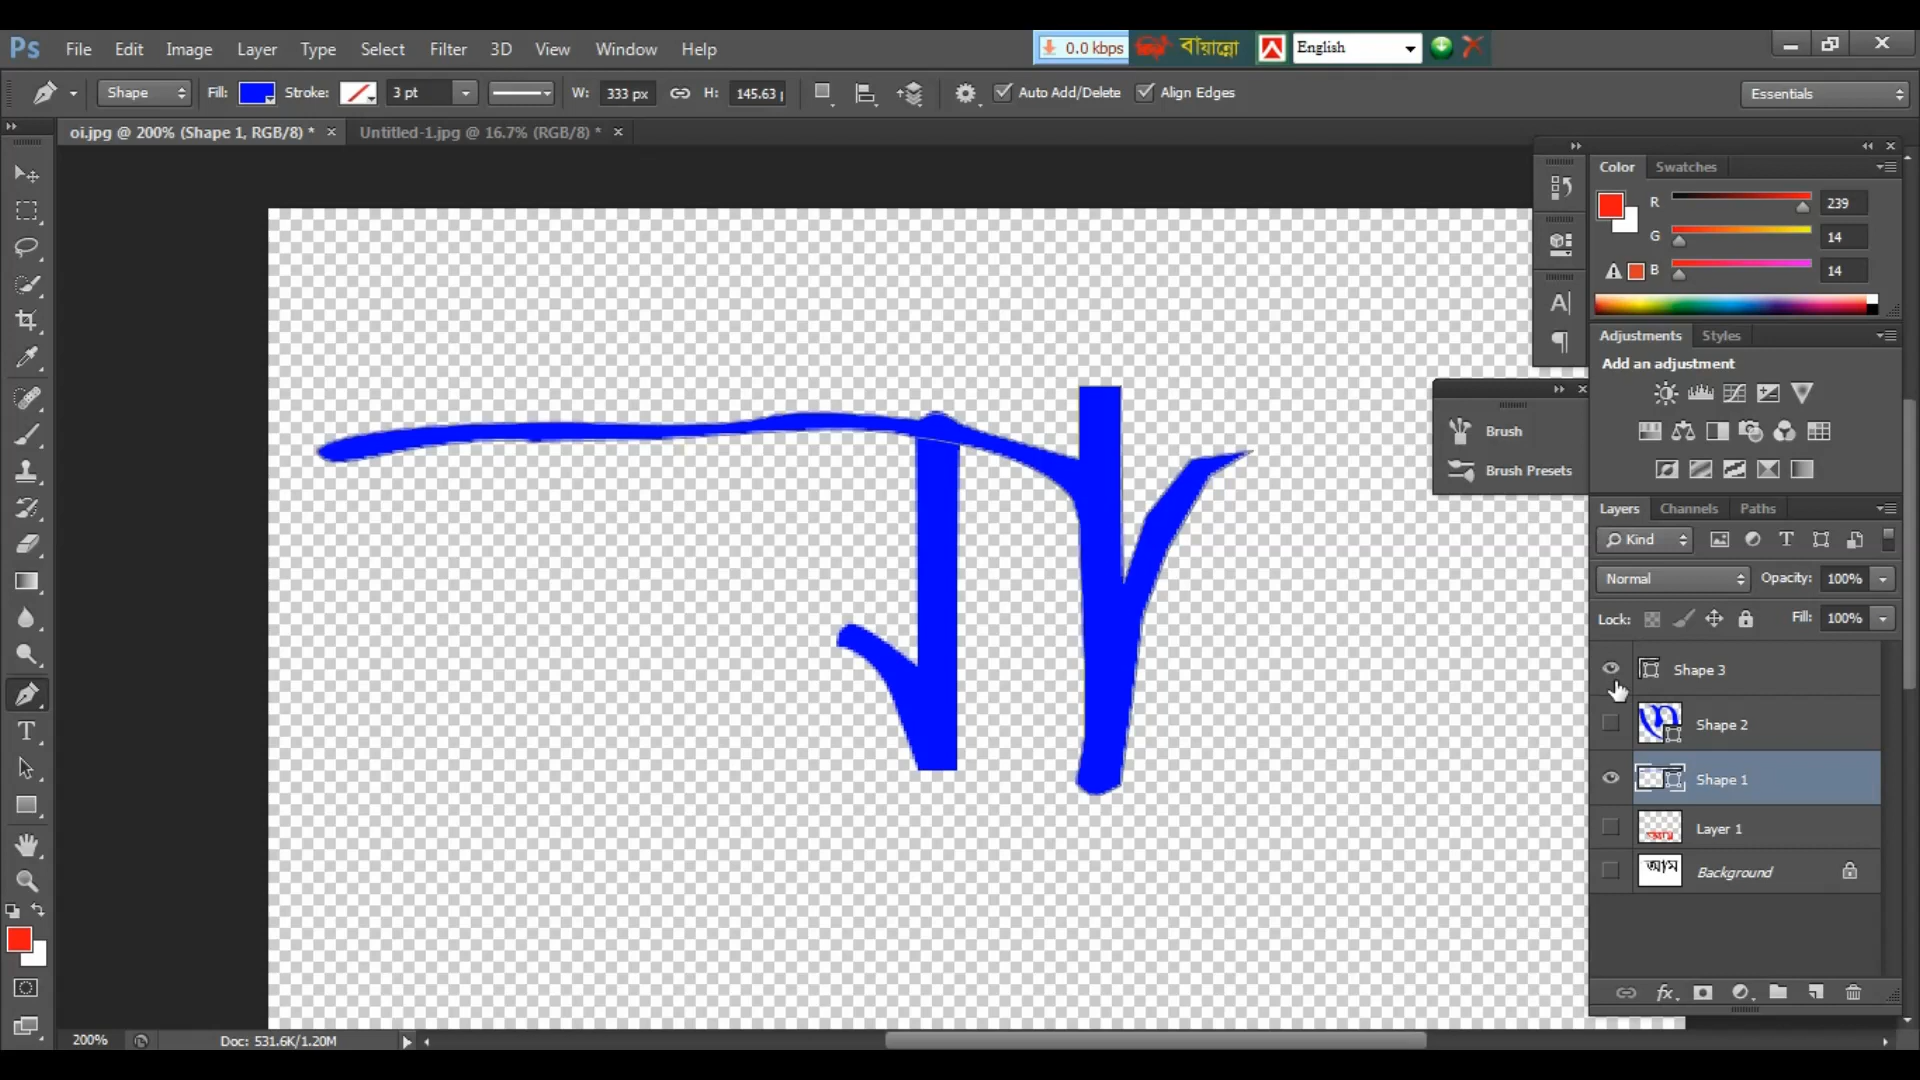 Ps File Edit Image Layer Type Select Filter 3D View Window Help
0.0 kbps বায়ান্নো English
Shape Fill: Stroke: 3 pt W: 333 px H: 145.63 Auto Add/Delete Align Edges Essentials
oi.jpg @ 200% (Shape 1, RGB/8) * × Untitled-1.jpg @ 16.7% (RGB/8) * ×
Color Swatches
R 239
G 14
B 14
Adjustments Styles
Add an adjustment
Brush
Brush Presets
Layers Channels Paths
Kind
Normal Opacity: 100%
Lock: Fill: 100%
Shape 3
Shape 2
Shape 1
Layer 1
Background
200% Doc: 531.6K/1.20M